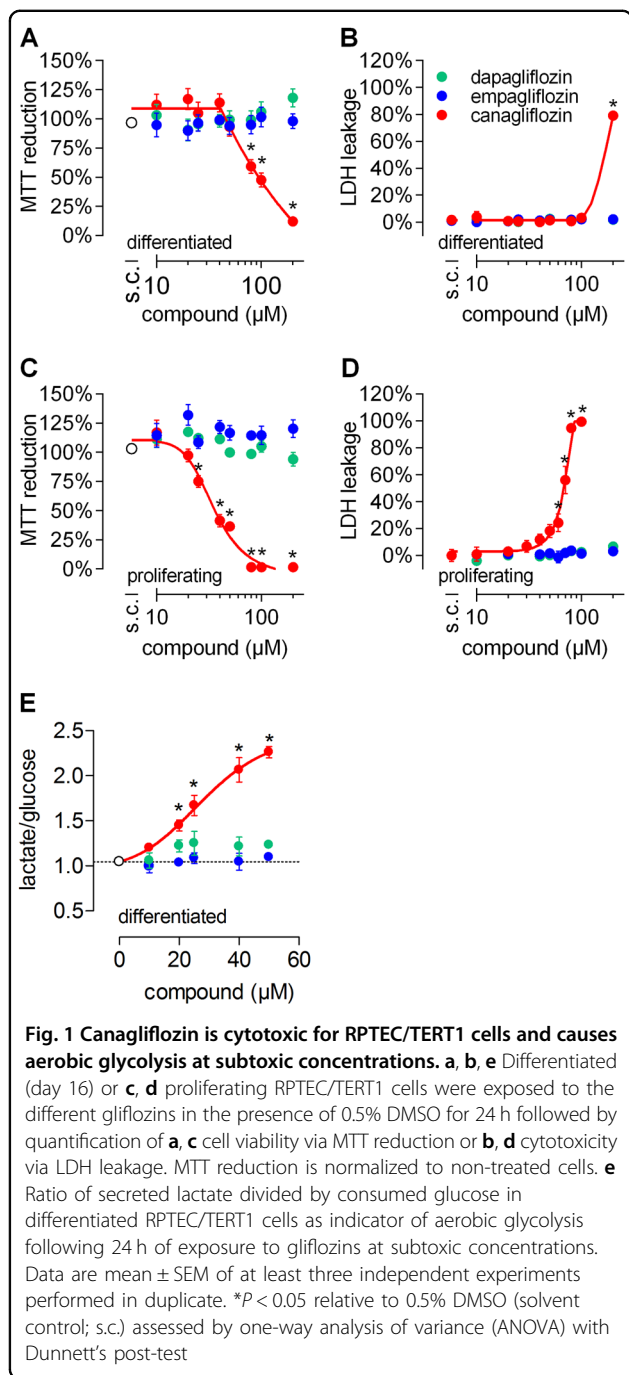 A
150%
125%
100%
75%
50%
25%
0%
MTT reduction
differentiated
s.c.
10
100
compound (µM)
B
120%
100%
80%
60%
40%
20%
0%
LDH leakage
dapagliflozin
empagliflozin
canagliflozin
*
differentiated
s.c.
10
100
compound (µM)
* * *
C
150%
125%
100%
75%
50%
25%
0%
MTT reduction
* * * ** *
proliferating
s.c.
10
100
compound (µM)
D
120%
100%
80%
60%
40%
20%
0%
LDH leakage
* * * *
proliferating
s.c.
10
100
compound (µM)
E
2.5
2.0
1.5
1.0
0.5
lactate/glucose
* * * *
differentiated
0
20
40
60
compound (µM)
Fig. 1 Canagliflozin is cytotoxic for RPTEC/TERT1 cells and causes
aerobic glycolysis at subtoxic concentrations. a, b, e Differentiated
(day 16) or c, d proliferating RPTEC/TERT1 cells were exposed to the
different gliflozins in the presence of 0.5% DMSO for 24 h followed by
quantification of a, c cell viability via MTT reduction or b, d cytotoxicity
via LDH leakage. MTT reduction is normalized to non-treated cells. e
Ratio of secreted lactate divided by consumed glucose in
differentiated RPTEC/TERT1 cells as indicator of aerobic glycolysis
following 24 h of exposure to gliflozins at subtoxic concentrations.
Data are mean ± SEM of at least three independent experiments
performed in duplicate. *P < 0.05 relative to 0.5% DMSO (solvent
control; s.c.) assessed by one-way analysis of variance (ANOVA) with
Dunnett's post-test